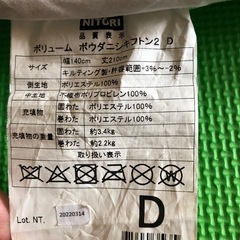 NITORI
品質表示
ボリューム ボウダニシキフトン2 D
サイズ 幅140cm 丈210cm
キルティング製・許容範囲+3%~-2%
側生地 ポリエステル100%
中生地 不織布ポリプロピレン100%
充填物 固わた ポリエステル100%
巻わた ポリエステル100%
充填物重量 固わた 約3.4kg
巻わた 約2.2kg
取り扱い表示
Lot. NT. 20220314
D